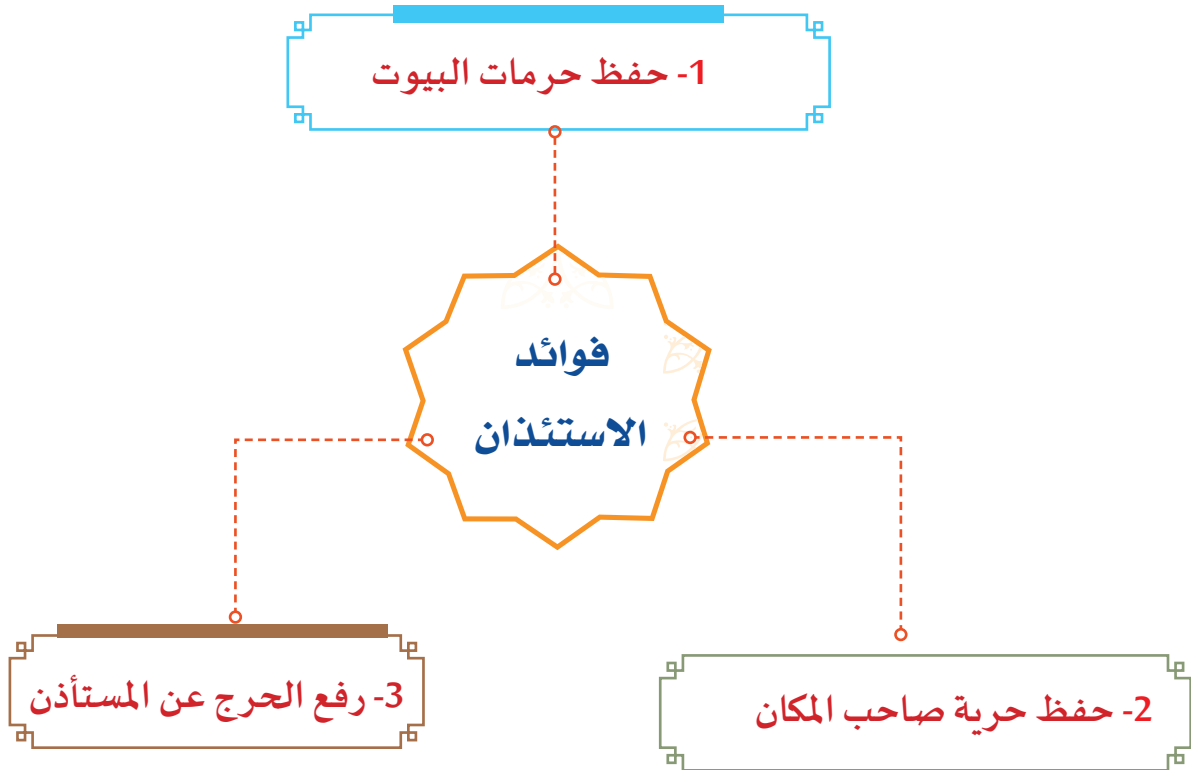 1- حفظ حرمات البيوت
فوائد
الاستئذان
2- حفظ حرية صاحب المكان
3- رفع الحرج عن المستأذن